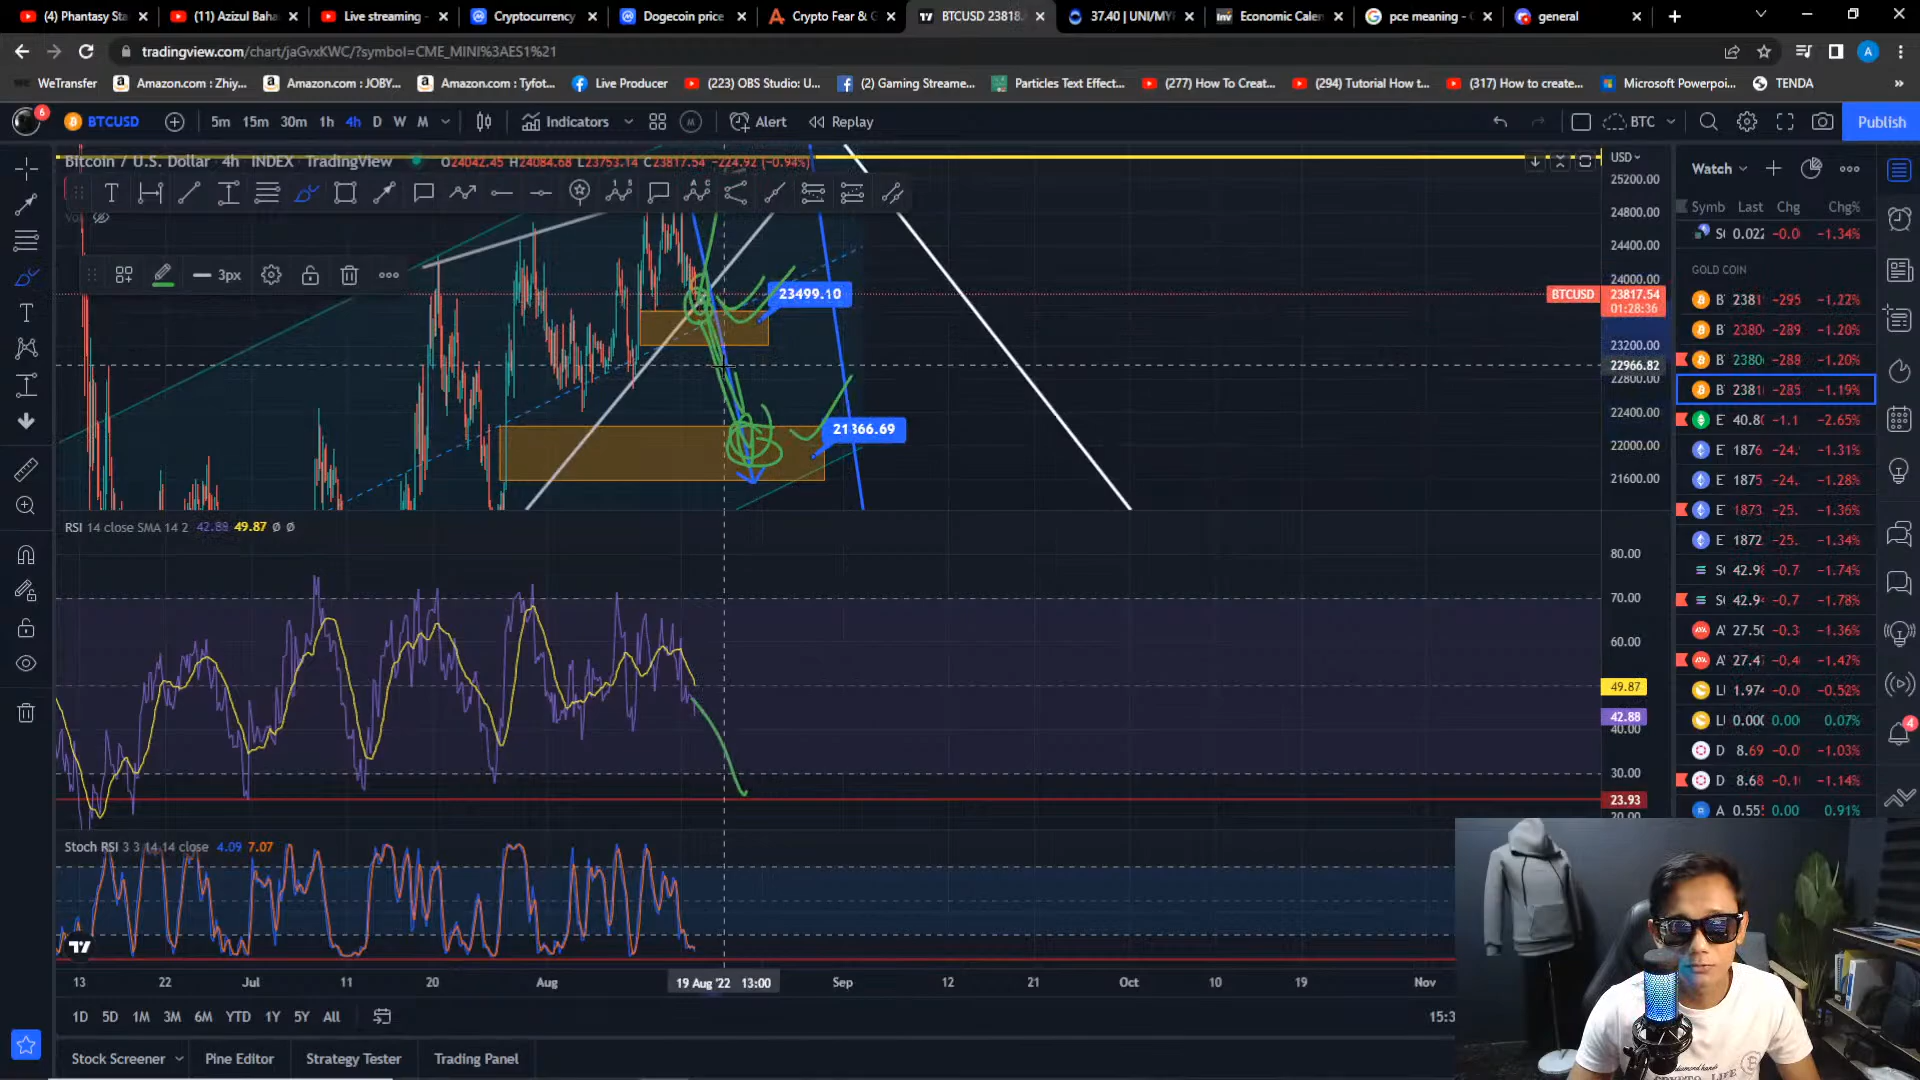 (4) Phantasy Sta
(11) Azizul Baha
Live streaming -
Cryptocurrency
Dogecoin price
Crypto Fear & G
BTCUSD 23818.
37.40 | UNI/MYF
Economic Calen
pce meaning -
general
tradingview.com/chart/jaGvxKWC/?symbol=CME_MINI%3AES1%21
A
WeTransfer
Amazon.com : Zhiy...
Amazon.com : JOBY...
Amazon.com : Tyfot...
Live Producer
(223) OBS Studio: U...
(2) Gaming Streame...
Particles Text Effect...
(277) How To Creat...
(294) Tutorial How t...
(317) How to create...
Microsoft Powerpoi...
TENDA
6
BTCUSD
5m 15m 30m 1h 4h D W M
Indicators
Alert
Replay
BTC
Publish
Bitcoin / U.S. Dollar 4h INDEX TradingView
O24042.45 H24084.68 L23753.14 C23817.54 -224.92 (-0.94%)
USD
25200.00
24800.00
24400.00
24000.00
BTCUSD 23817.54
01:28:36
23200.00
22966.82
22800.00
22400.00
22000.00
21600.00
3px
23499.10
21366.69
RSI 14 close SMA 14 2 42.88 49.87 ø ø
80.00
70.00
60.00
49.87
42.88
40.00
30.00
23.93
20.00
Stoch RSI 3 3 14 14 close 4.09 7.07
13 22 Jul 11 20 Aug 19 Aug '22 13:00 Sep 12 21 Oct 10 19 Nov
1D 5D 1M 3M 6M YTD 1Y 5Y All
15:3
Stock Screener
Pine Editor
Strategy Tester
Trading Panel
Watch
Symb Last Chg Chg%
0.022 -0.0 -1.34%
GOLD COIN
2381 -295 -1.22%
2380 -289 -1.20%
2380 -288 -1.20%
2381 -285 -1.19%
40.80 -1.1 -2.65%
1876 -24. -1.31%
1875 -24. -1.28%
1873 -25. -1.36%
1872 -25. -1.34%
42.98 -0.7 -1.74%
42.94 -0.7 -1.78%
27.50 -0.3 -1.36%
27.47 -0.4 -1.42%
1.974 -0.0 -0.52%
0.000 0.00 0.07%
D 8.69 -0.0 -1.03%
D 8.68 -0.1 -1.14%
A 0.55 0.00 0.91%
4